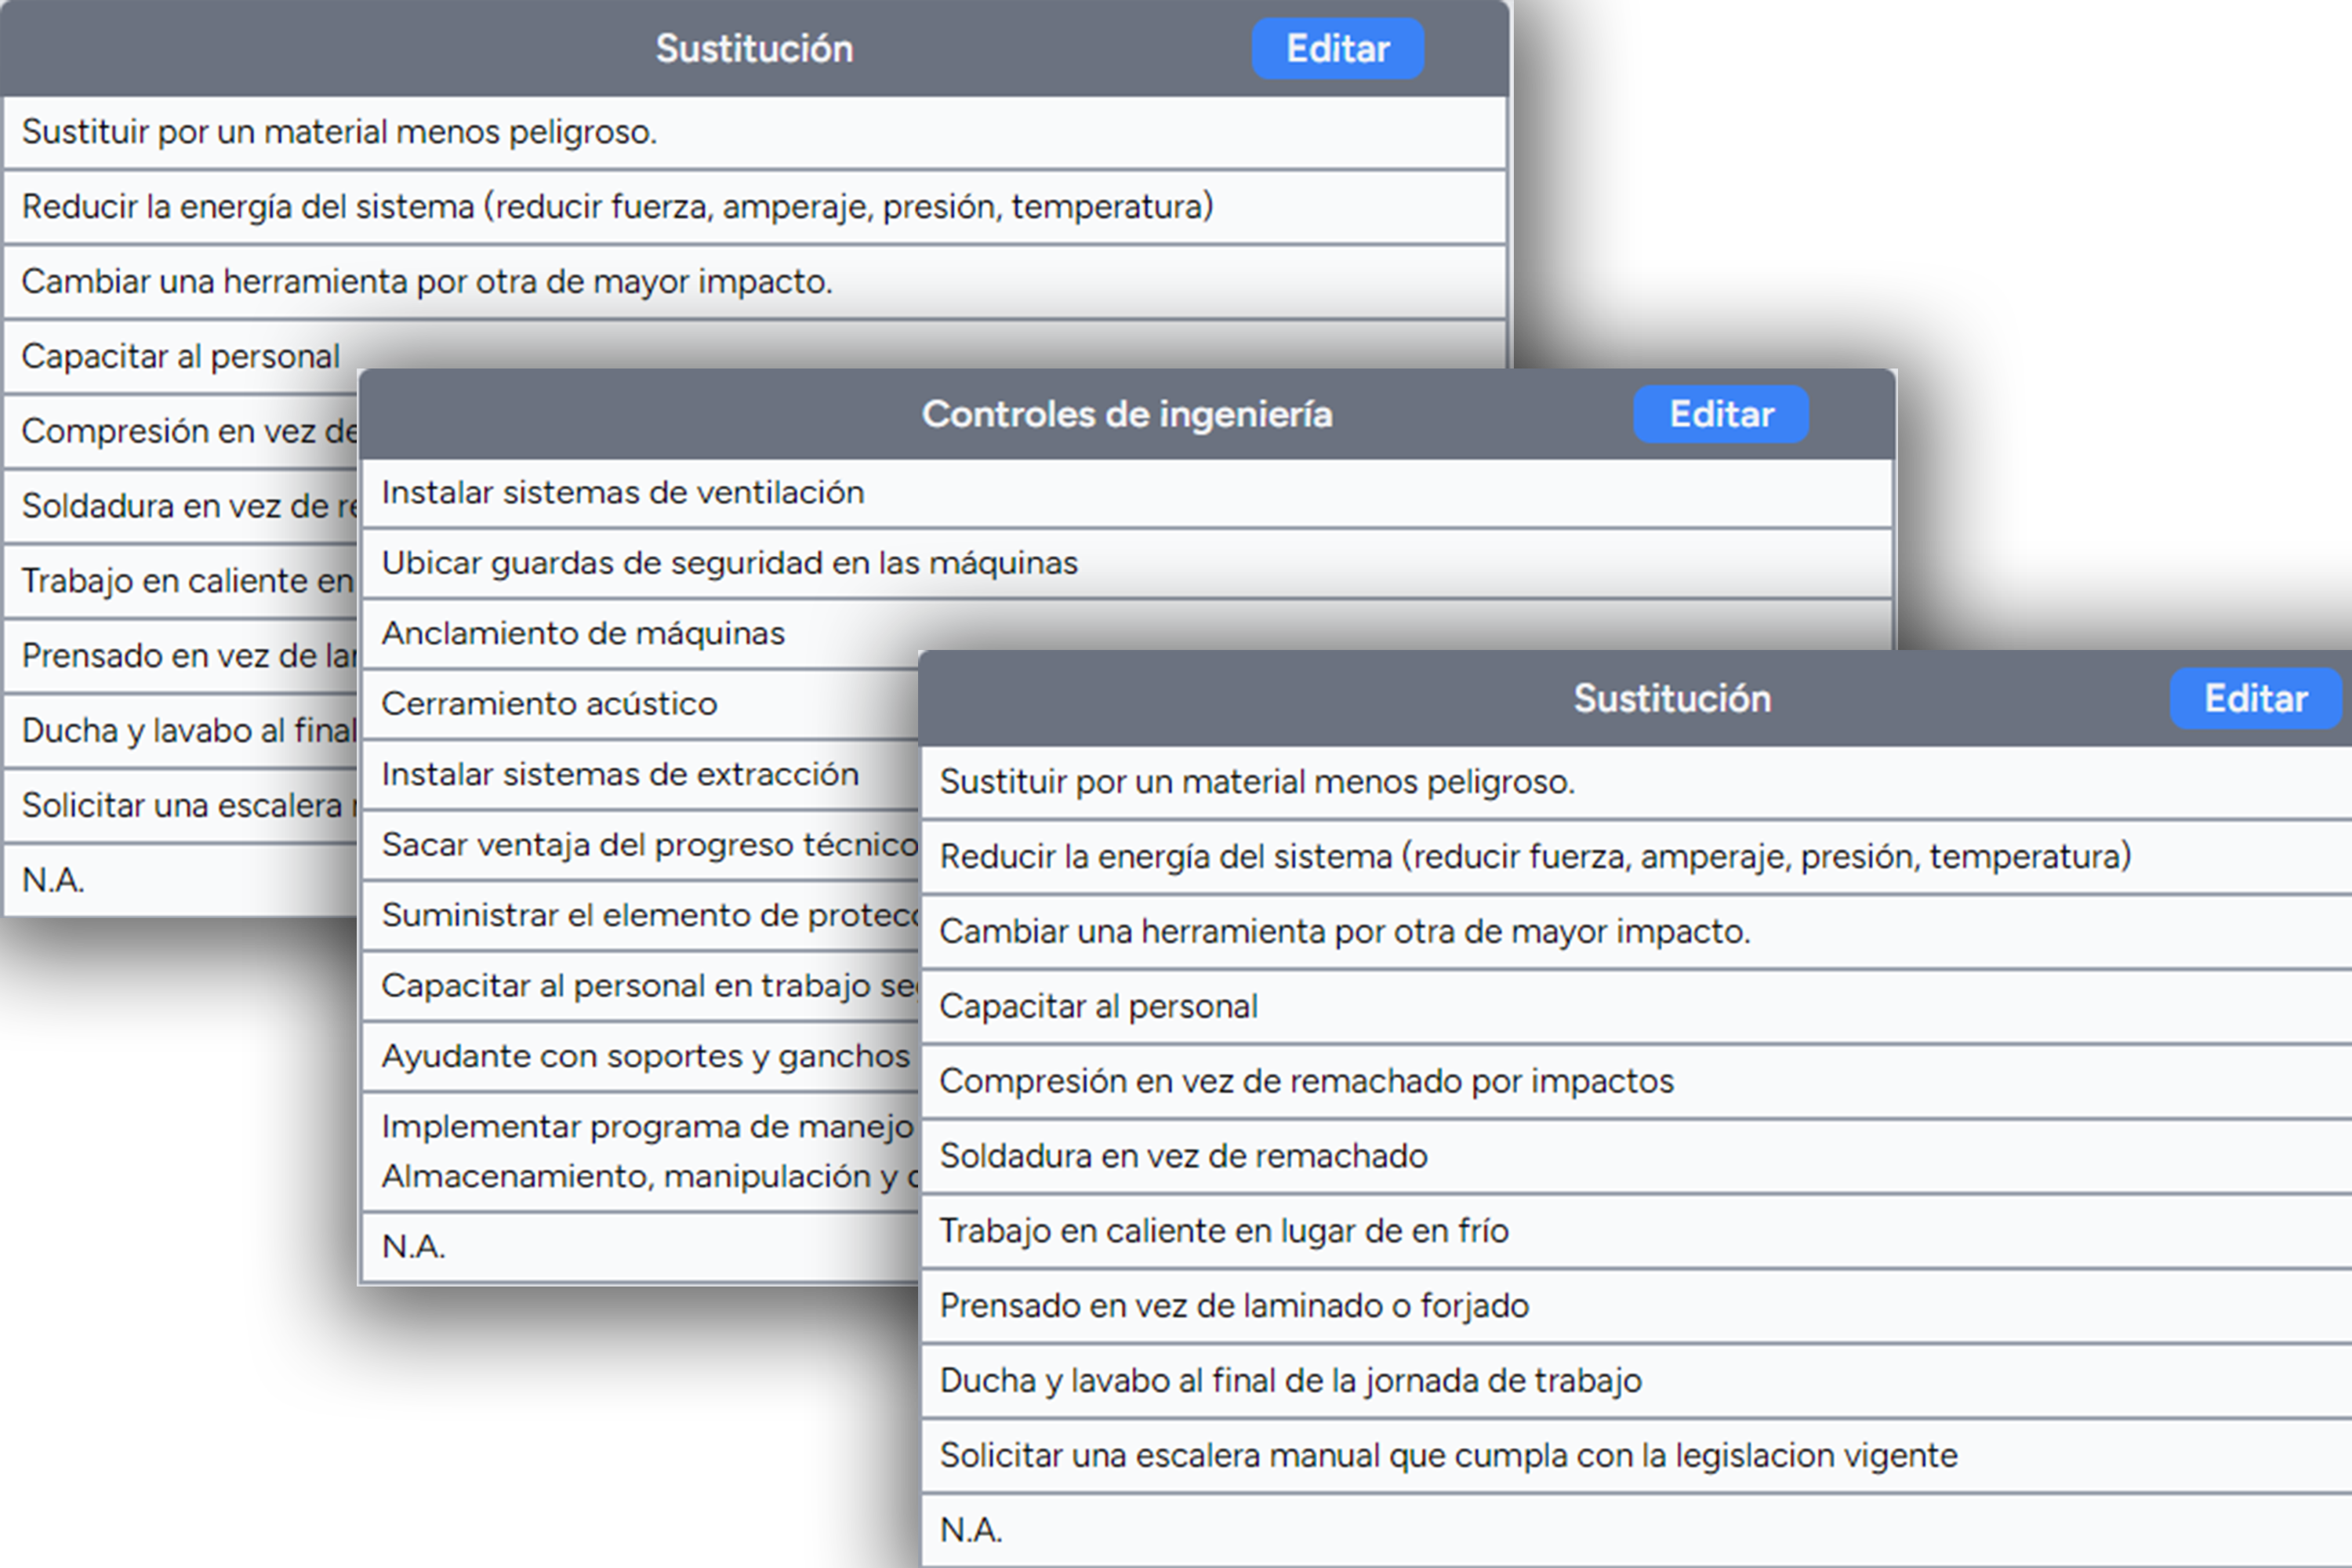 Sustitución
Editar
Sustituir por un material menos peligroso.
Reducir la energía del sistema (reducir fuerza, amperaje, presión, temperatura)
Cambiar una herramienta por otra de mayor impacto.
Capacitar al personal
Compresión en vez de
Soldadura en vez de
Trabajo en caliente en
Prensado en vez de
Ducha y lavabo al final
Solicitar una escalera
N.A.
Controles de ingeniería
Editar
Instalar sistemas de ventilación
Ubicar guardas de seguridad en las máquinas
Anclamiento de máquinas
Cerramiento acústico
Instalar sistemas de extracción
Sacar ventaja del progreso técnico
Suministrar el elemento de
Capacitar al personal en trabajo
Ayudante con soportes y ganchos
Implementar programa de manejo
Almacenamiento, manipulación y
N.A.
Sustitución
Editar
Sustituir por un material menos peligroso.
Reducir la energía del sistema (reducir fuerza, amperaje, presión, temperatura)
Cambiar una herramienta por otra de mayor impacto.
Capacitar al personal
Compresión en vez de remachado por impactos
Soldadura en vez de remachado
Trabajo en caliente en lugar de en frío
Prensado en vez de laminado o forjado
Ducha y lavabo al final de la jornada de trabajo
Solicitar una escalera manual que cumpla con la legislacion vigente
N.A.